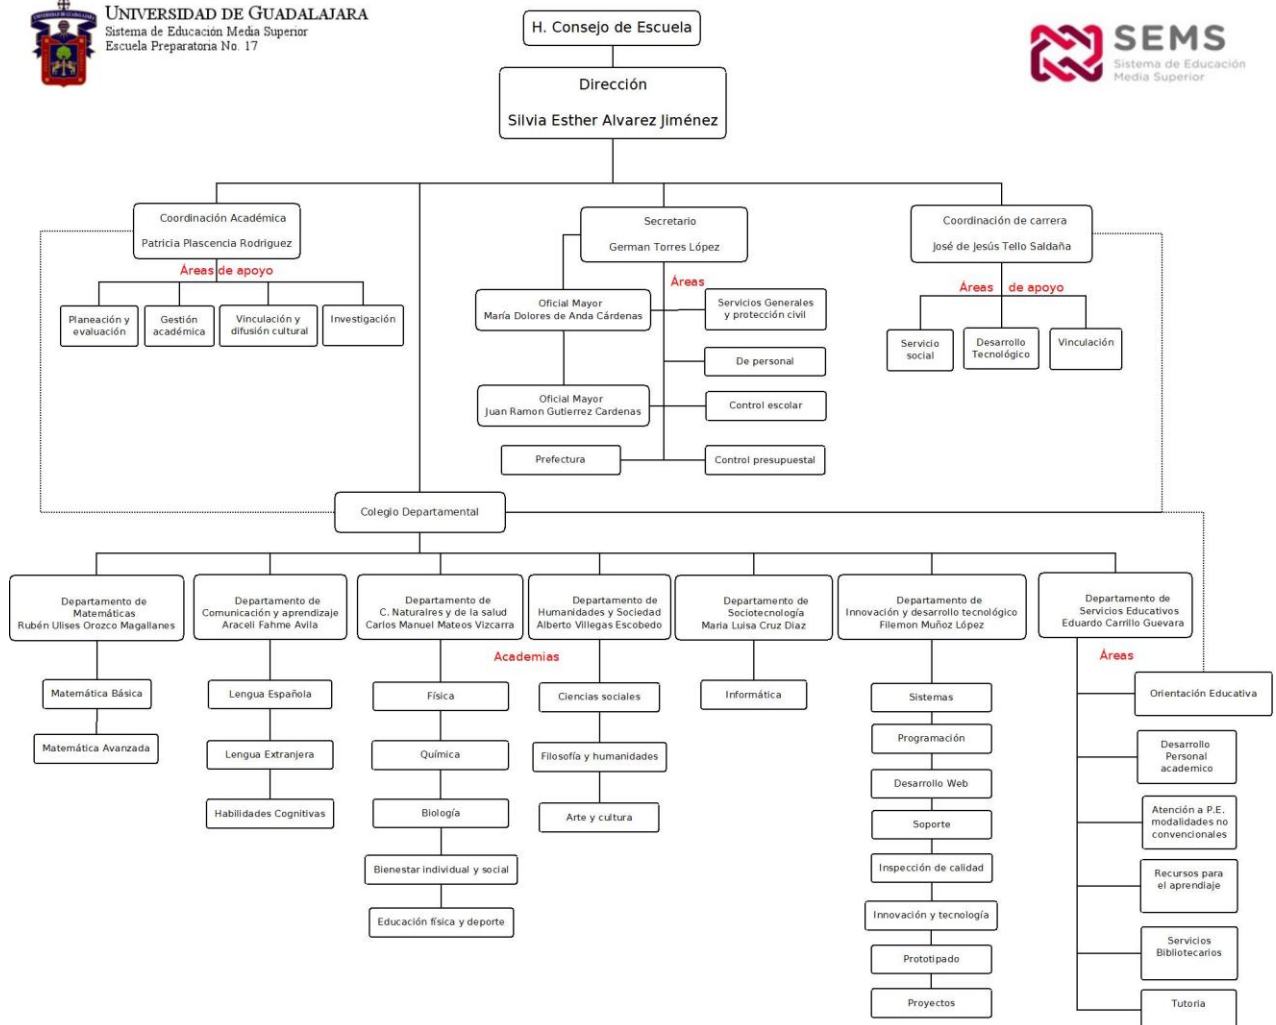 UNIVERSIDAD DE GUADALAJARA
Sistema de Educación Media Superior
Escuela Preparatoria No. 17
SEMS
Sistema de Educación
Media Superior
H. Consejo de Escuela
Dirección
Silvia Esther Alvarez Jiménez
Coordinación Académica
Patricia Plascencia Rodriguez
Áreas de apoyo
Planeación y
evaluación
Gestión
académica
Vinculación y
difusión cultural
Investigación
Secretario
German Torres López
Áreas
Oficial Mayor
María Dolores de Anda Cárdenas
Servicios Generales
y protección civil
De personal
Oficial Mayor
Juan Ramon Gutierrez Cardenas
Control escolar
Prefectura
Control presupuestal
Coordinación de carrera
José de Jesús Tello Saldaña
Áreas de apoyo
Servicio
social
Desarrollo
Tecnológico
Vinculación
Colegio Departamental
Departamento de
Matemáticas
Rubén Ulises Orozco Magallanes
Matemática Básica
Matemática Avanzada
Departamento de
Comunicación y aprendizaje
Araceli Fahme Avila
Lengua Española
Lengua Extranjera
Habilidades Cognitivas
Departamento de
C. Naturalres y de la salud
Carlos Manuel Mateos Vizcarra
Academias
Física
Química
Biología
Bienestar individual y social
Educación física y deporte
Departamento de
Humanidades y Sociedad
Alberto Villegas Escobedo
Ciencias sociales
Filosofía y humanidades
Arte y cultura
Departamento de
Sociotecnología
Maria Luisa Cruz Diaz
Informática
Departamento de
Innovación y desarrollo tecnológico
Filemon Muñoz López
Sistemas
Programación
Desarrollo Web
Soporte
Inspección de calidad
Innovación y tecnología
Prototipado
Proyectos
Departamento de
Servicios Educativos
Eduardo Carrillo Guevara
Áreas
Orientación Educativa
Desarrollo
Personal
academico
Atención a P.E.
modalidades no
convencionales
Recursos para
el aprendiaje
Servicios
Bibliotecarios
Tutoria